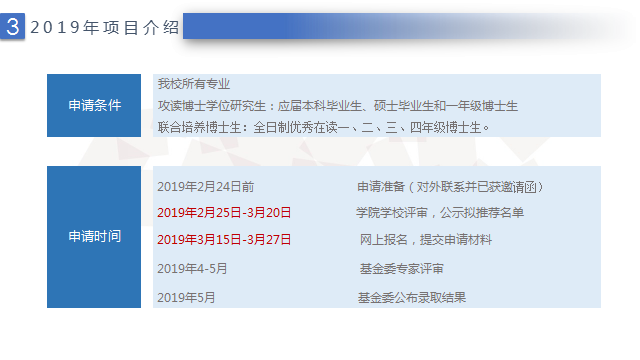 3 2019年项目介绍
申请条件
我校所有专业
攻读博士学位研究生：应届本科毕业生、硕士毕业生和一年级博士生
联合培养博士生：全日制优秀在读一、二、三、四年级博士生。
申请时间
2019年2月24日前 申请准备（对外联系并已获邀请函）
2019年2月25日-3月20日 学院学校评审，公示拟推荐名单
2019年3月15日-3月27日 网上报名，提交申请材料
2019年4-5月 基金委专家评审
2019年5月 基金委公布录取结果